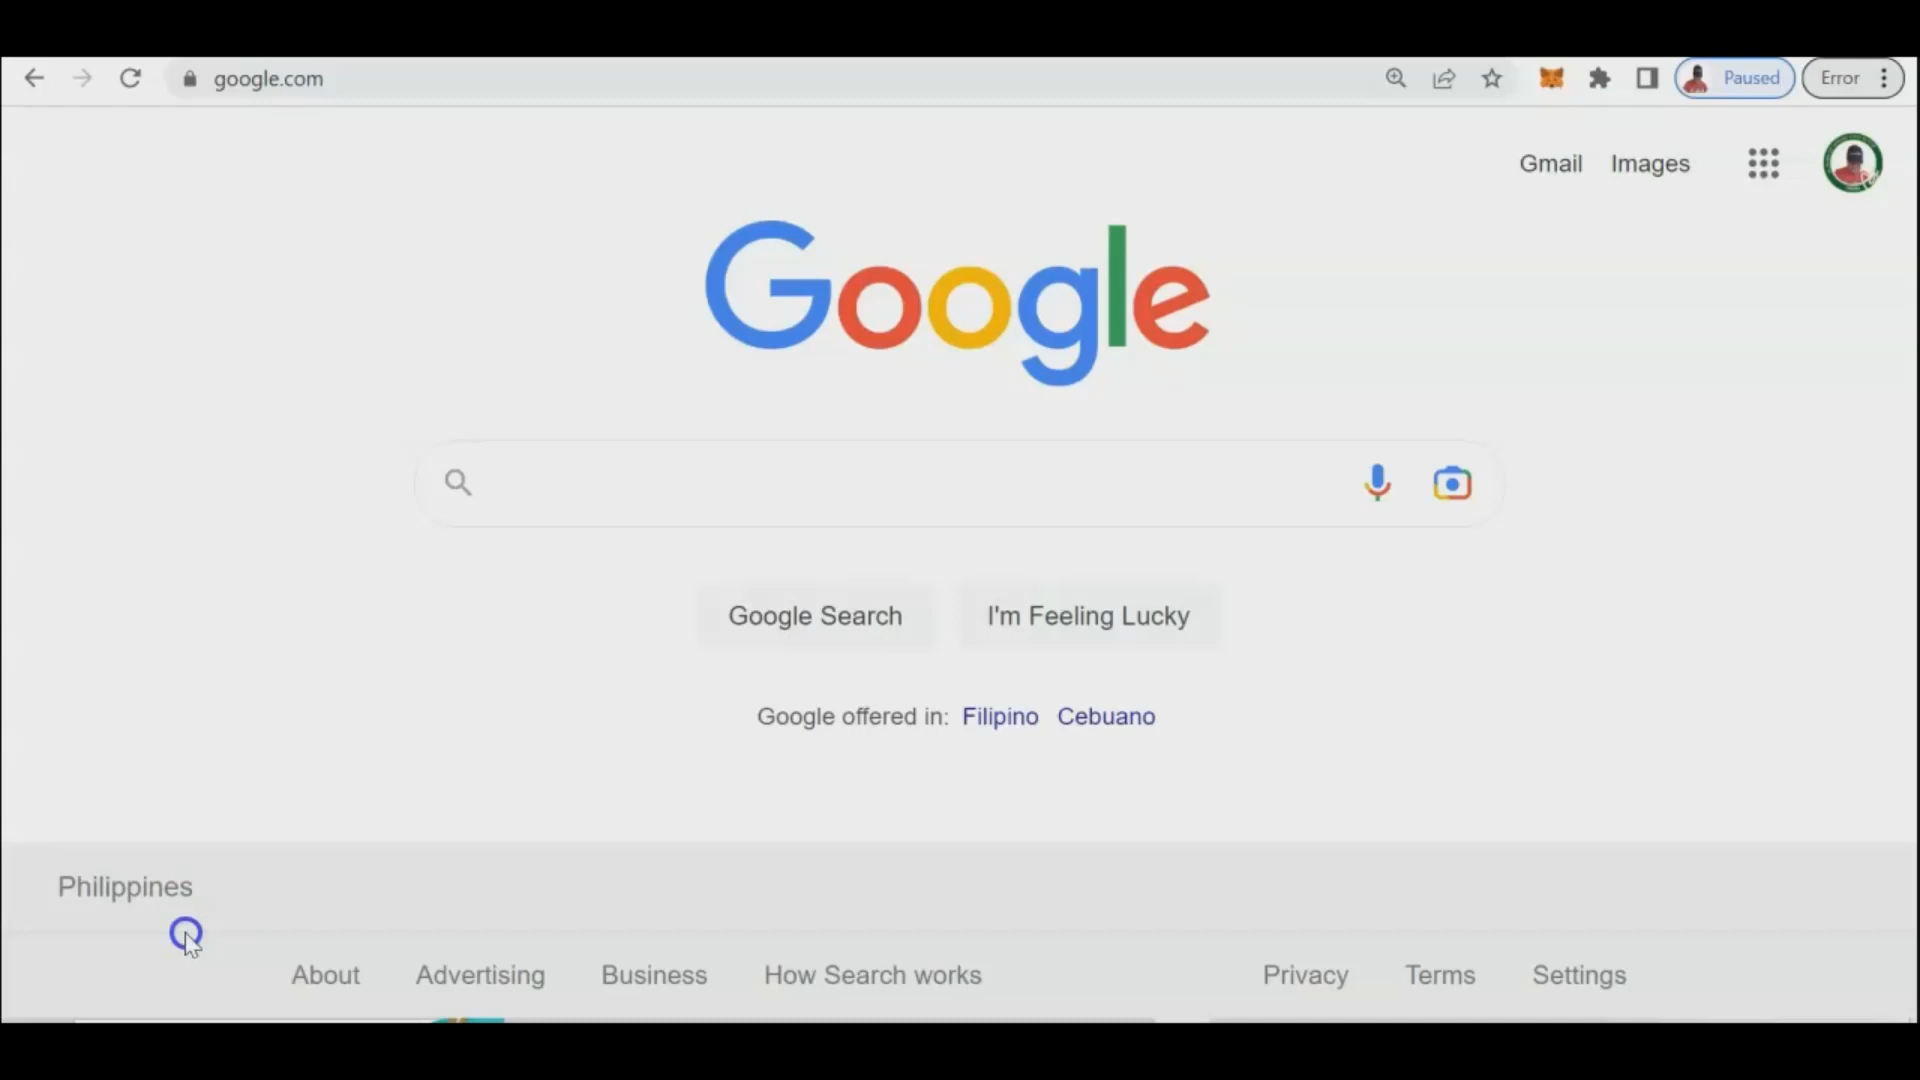 google.com
Paused
Error
Gmail Images
Google
Google Search I'm Feeling Lucky
Google offered in: Filipino Cebuano
Philippines
About Advertising Business How Search works Privacy Terms Settings